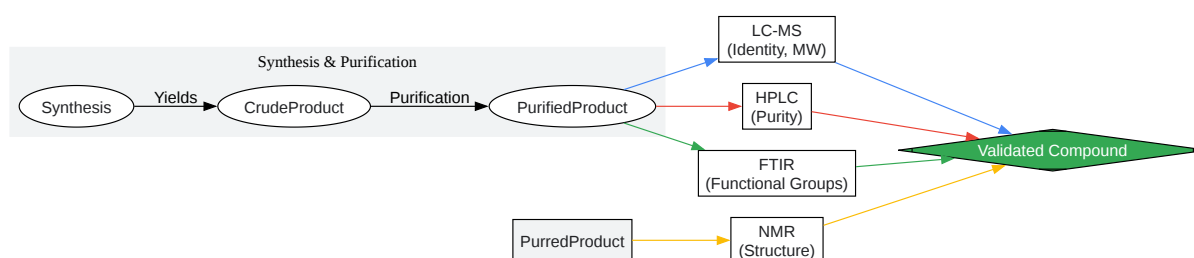 Synthesis & Purification
Synthesis
Yields
CrudeProduct
Purification
PurifiedProduct
LC-MS
(Identity, MW)
HPLC
(Purity)
FTIR
(Functional Groups)
Validated Compound
PurredProduct
NMR
(Structure)